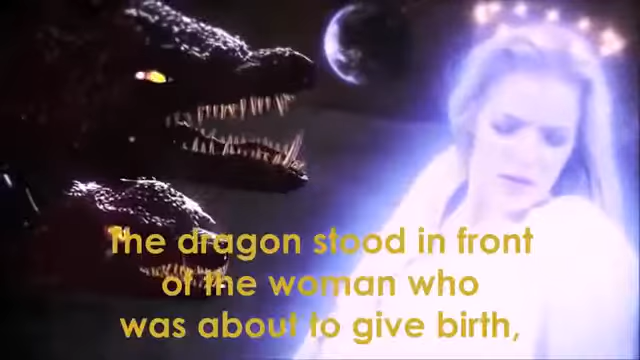 The dragon stood in front
of the woman who
was about to give birth,